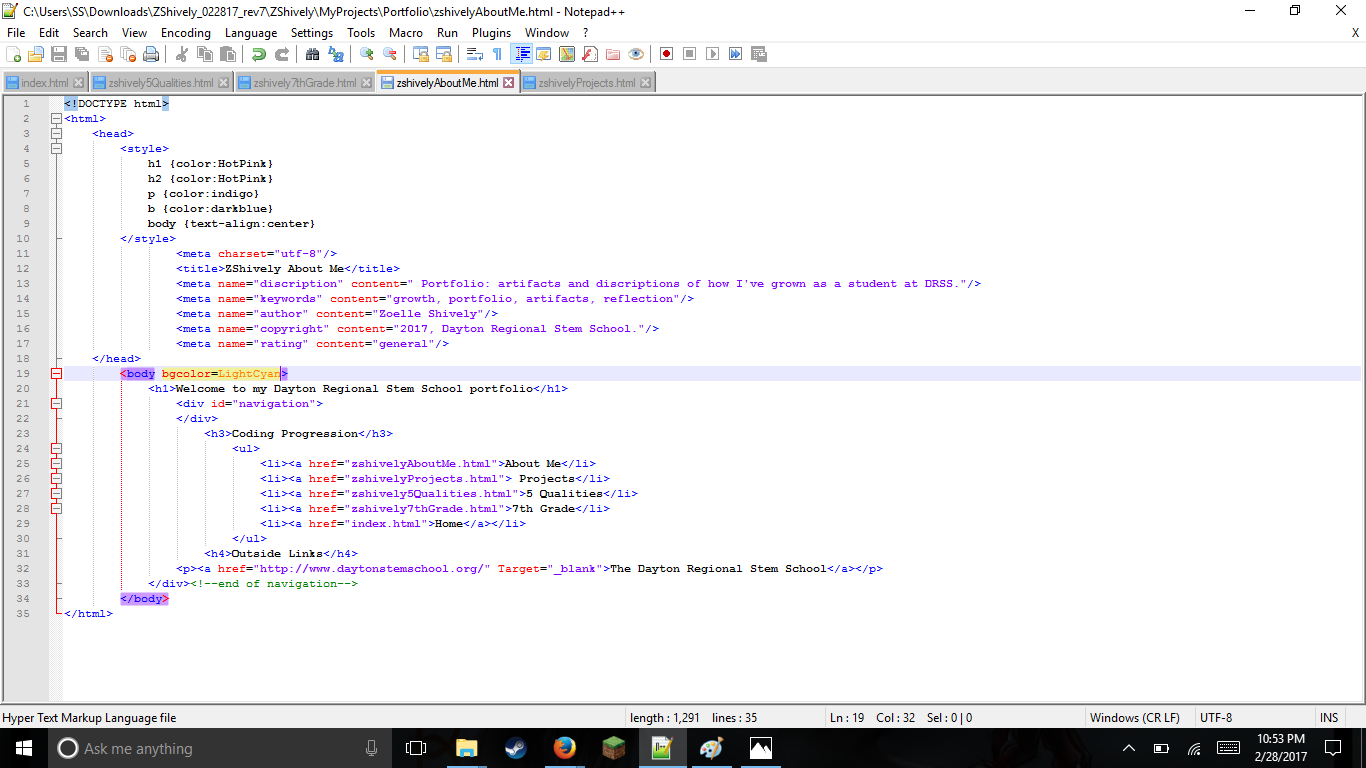 C:\Users\SS\Downloads\ZShively_022817_rev7\ZShively\MyProjects\Portfolio\zshivelyAboutMe.html - Notepad++
File Edit Search View Encoding Language Settings Tools Macro Run Plugins Window ? X
index.html zshively5Qualities.html zshively7thGrade.html zshivelyAboutMe.html zshivelyProjects.html
1 <!DOCTYPE html>
2 <html>
3 <head>
4 <style>
5 h1 {color:HotPink}
6 h2 {color:HotPink}
7 p {color:indigo}
8 b {color:darkblue}
9 body {text-align:center}
10 </style>
11 <meta charset="utf-8"/>
12 <title>ZShively About Me</title>
13 <meta name="discription" content=" Portfolio: artifacts and discriptions of how I've grown as a student at DRSS."/>
14 <meta name="keywords" content="growth, portfolio, artifacts, reflection"/>
15 <meta name="author" content="Zoelle Shively"/>
16 <meta name="copyright" content="2017, Dayton Regional Stem School."/>
17 <meta name="rating" content="general"/>
18 </head>
19 <body bgcolor=LightCyan>
20 <h1>Welcome to my Dayton Regional Stem School portfolio</h1>
21 <div id="navigation">
22 </div>
23 <h3>Coding Progression</h3>
24 <ul>
25 <li><a href="zshivelyAboutMe.html">About Me</li>
26 <li><a href="zshivelyProjects.html"> Projects</li>
27 <li><a href="zshively5Qualities.html">5 Qualities</li>
28 <li><a href="zshively7thGrade.html">7th Grade</li>
29 <li><a href="index.html">Home</a></li>
30 </ul>
31 <h4>Outside Links</h4>
32 <p><a href="http://www.daytonstemschool.org/" Target="_blank">The Dayton Regional Stem School</a></p>
33 </div><!--end of navigation-->
34 </body>
35 </html>
Hyper Text Markup Language file length : 1,291 lines : 35 Ln : 19 Col : 32 Sel : 0 | 0 Windows (CR LF) UTF-8 INS
Ask me anything
10:53 PM
2/28/2017